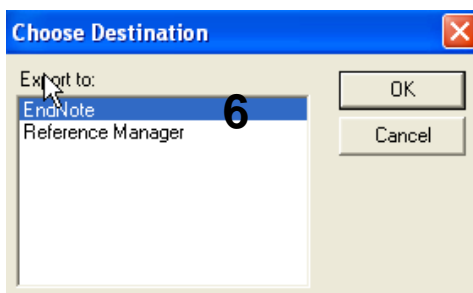 Choose Destination
Export to:
OK
EndNote
6
Reference Manager
Cancel